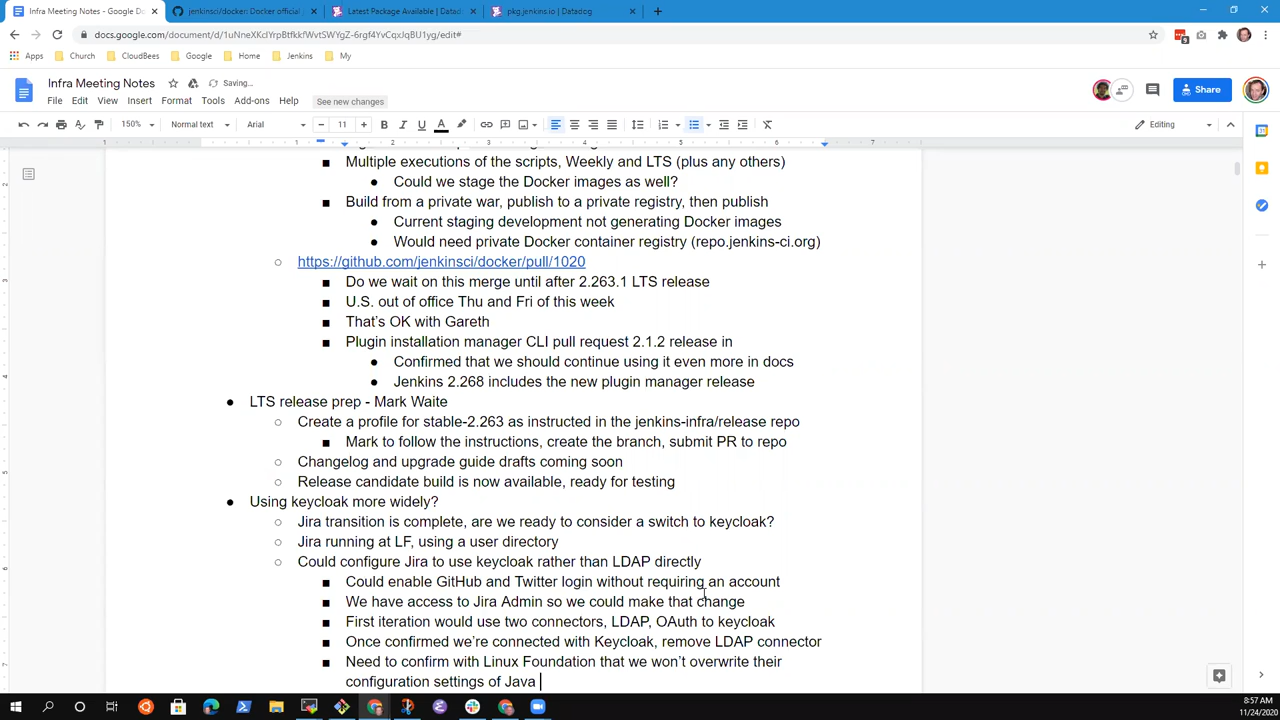 Infra Meeting Notes - Google Do
jenkinsci/docker: Docker official
Latest Package Available | Datad
pkg.jenkins.io | Datadog
docs.google.com/document/d/1uNneXKcIYrpBtfkkfWvtSWYgZ-6rgf4YvCqxJqBU1yg/edit#
Apps
Church
CloudBees
Google
Home
Jenkins
My
Infra Meeting Notes
Saving...
File Edit View Insert Format Tools Add-ons Help See new changes
Share
150% Normal text Arial 11 Editing
1 1 2 3 4 5 6 7
■ Multiple executions of the scripts, Weekly and LTS (plus any others)
● Could we stage the Docker images as well?
■ Build from a private war, publish to a private registry, then publish
● Current staging development not generating Docker images
● Would need private Docker container registry (repo.jenkins-ci.org)
○ https://github.com/jenkinsci/docker/pull/1020
■ Do we wait on this merge until after 2.263.1 LTS release
■ U.S. out of office Thu and Fri of this week
■ That's OK with Gareth
■ Plugin installation manager CLI pull request 2.1.2 release in
● Confirmed that we should continue using it even more in docs
● Jenkins 2.268 includes the new plugin manager release
● LTS release prep - Mark Waite
○ Create a profile for stable-2.263 as instructed in the jenkins-infra/release repo
■ Mark to follow the instructions, create the branch, submit PR to repo
○ Changelog and upgrade guide drafts coming soon
○ Release candidate build is now available, ready for testing
● Using keycloak more widely?
○ Jira transition is complete, are we ready to consider a switch to keycloak?
○ Jira running at LF, using a user directory
○ Could configure Jira to use keycloak rather than LDAP directly
■ Could enable GitHub and Twitter login without requiring an account
■ We have access to Jira Admin so we could make that change
■ First iteration would use two connectors, LDAP, OAuth to keycloak
■ Once confirmed we're connected with Keycloak, remove LDAP connector
■ Need to confirm with Linux Foundation that we won't overwrite their
configuration settings of Java
8:57 AM
11/24/2020